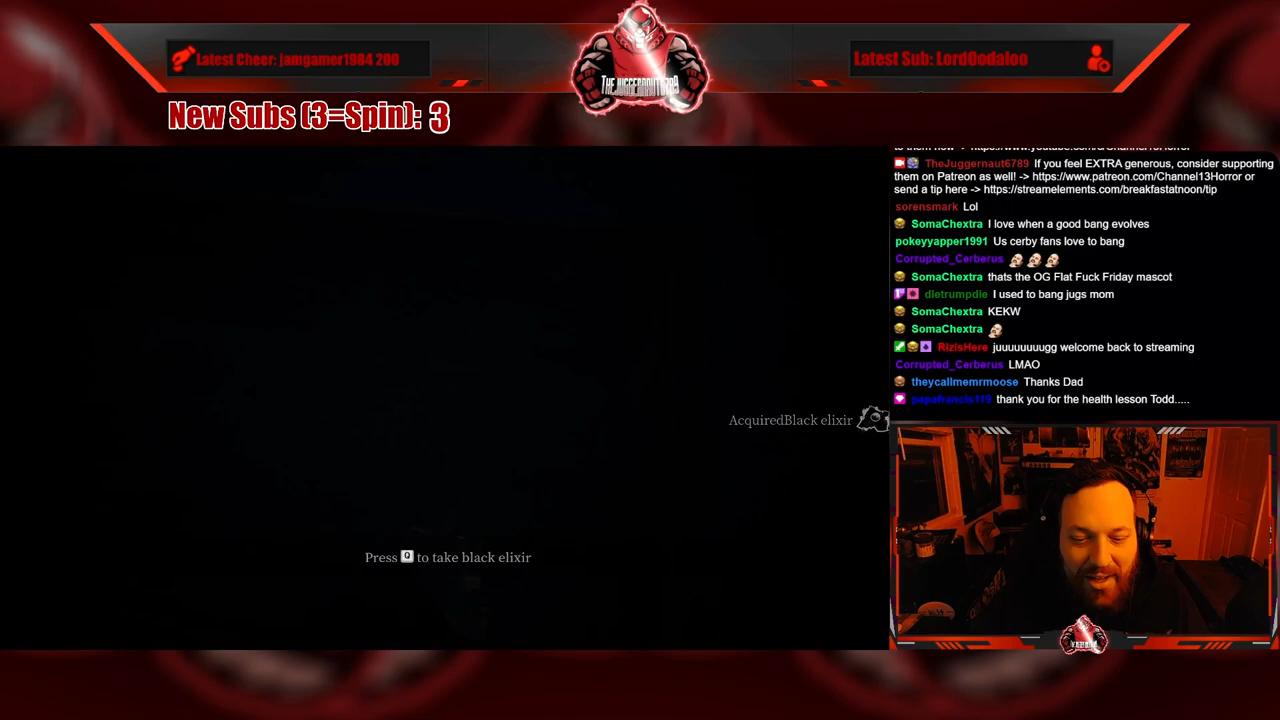 Latest Cheer: jamgamer1984 200
THEJUGGERNAUT6789
Latest Sub: LordOodaloo
New Subs (3=Spin): 3
TheJuggernaut6789 If you feel EXTRA generous, consider supporting
them on Patreon as well! -> https://www.patreon.com/Channel13Horror or
send a tip here -> https://streamelements.com/breakfastatnoon/tip
sorensmark Lol
SomaChextra I love when a good bang evolves
pokeyyapper1991 Us cerby fans love to bang
Corrupted_Cerberus
SomaChextra thats the OG Flat Fuck Friday mascot
dietrumpdie I used to bang jugs mom
SomaChextra KEKW
SomaChextra
RizIsHere juuuuuuuugg welcome back to streaming
Corrupted_Cerberus LMAO
theycallmemrmoose Thanks Dad
papafrancis119 thank you for the health lesson Todd.....
AcquiredBlack elixir
Press Q to take black elixir